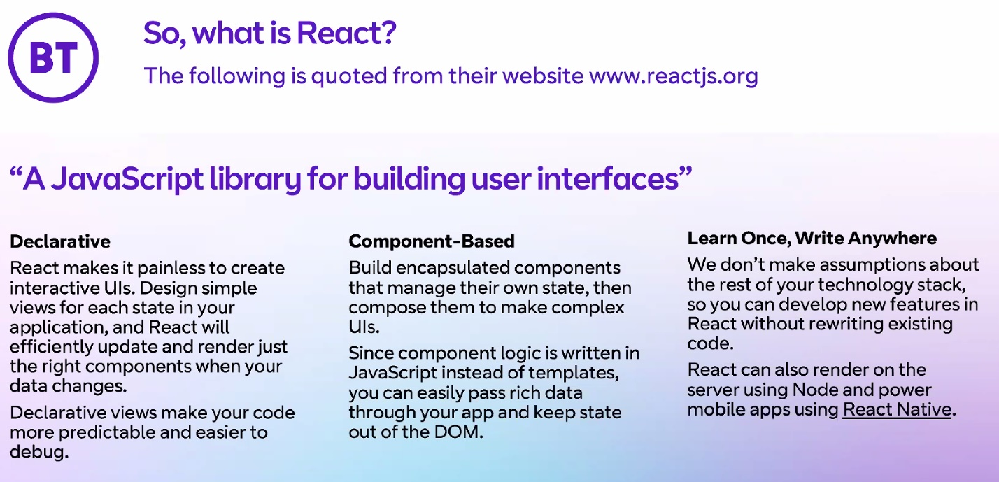 BT
So, what is React?
The following is quoted from their website www.reactjs.org
“A JavaScript library for building user interfaces”
Declarative
React makes it painless to create
interactive UIs. Design simple
views for each state in your
application, and React will
efficiently update and render just
the right components when your
data changes.
Declarative views make your code
more predictable and easier to
debug.
Component-Based
Build encapsulated components
that manage their own state, then
compose them to make complex
UIs.
Since component logic is written in
JavaScript instead of templates,
you can easily pass rich data
through your app and keep state
out of the DOM.
Learn Once, Write Anywhere
We don’t make assumptions about
the rest of your technology stack,
so you can develop new features in
React without rewriting existing
code.
React can also render on the
server using Node and power
mobile apps using React Native.